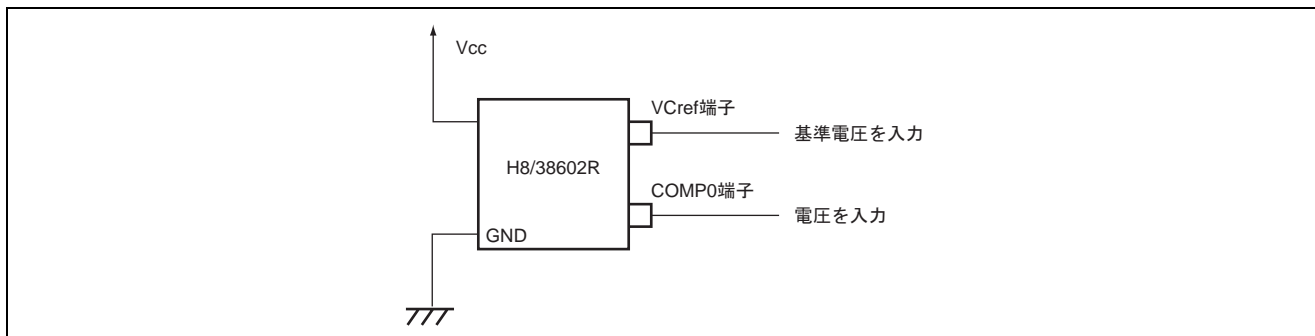 Vcc
VCref端子
基準電圧を入力
H8/38602R
COMP0端子
電圧を入力
GND